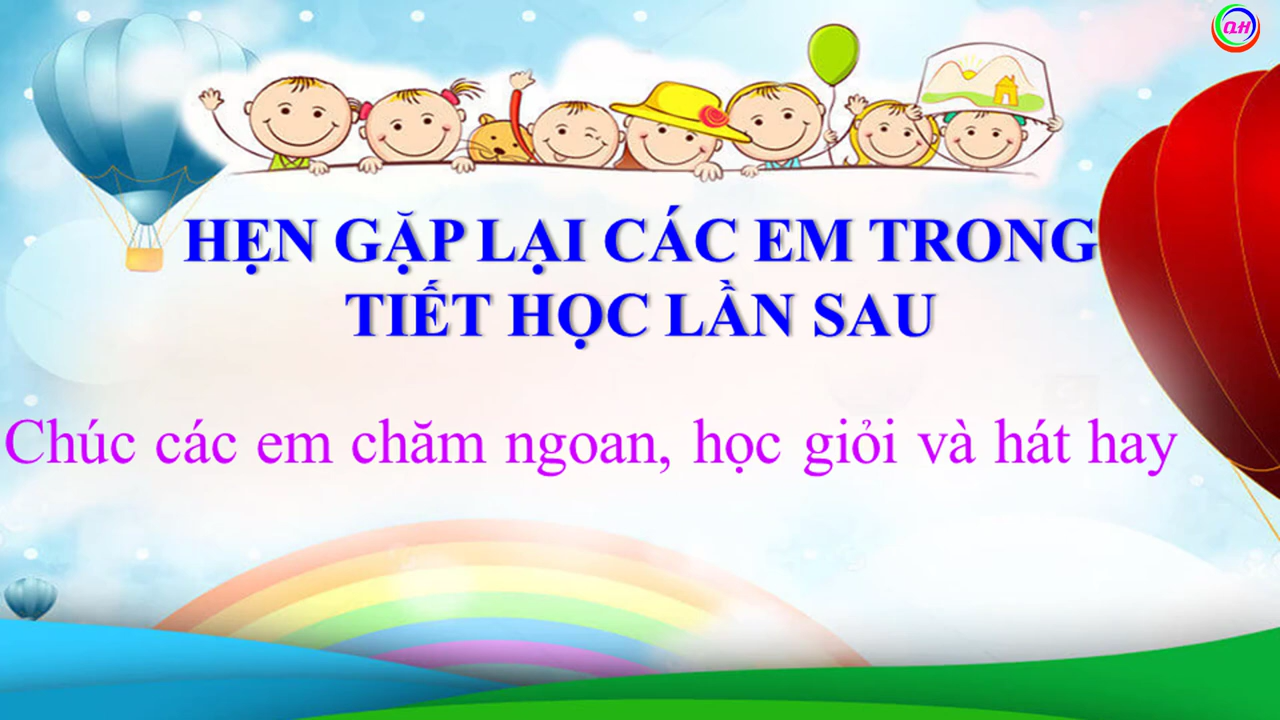 QH
HẸN GẶP LẠI CÁC EM TRONG
TIẾT HỌC LẦN SAU
Chúc các em chăm ngoan, học giỏi và hát hay